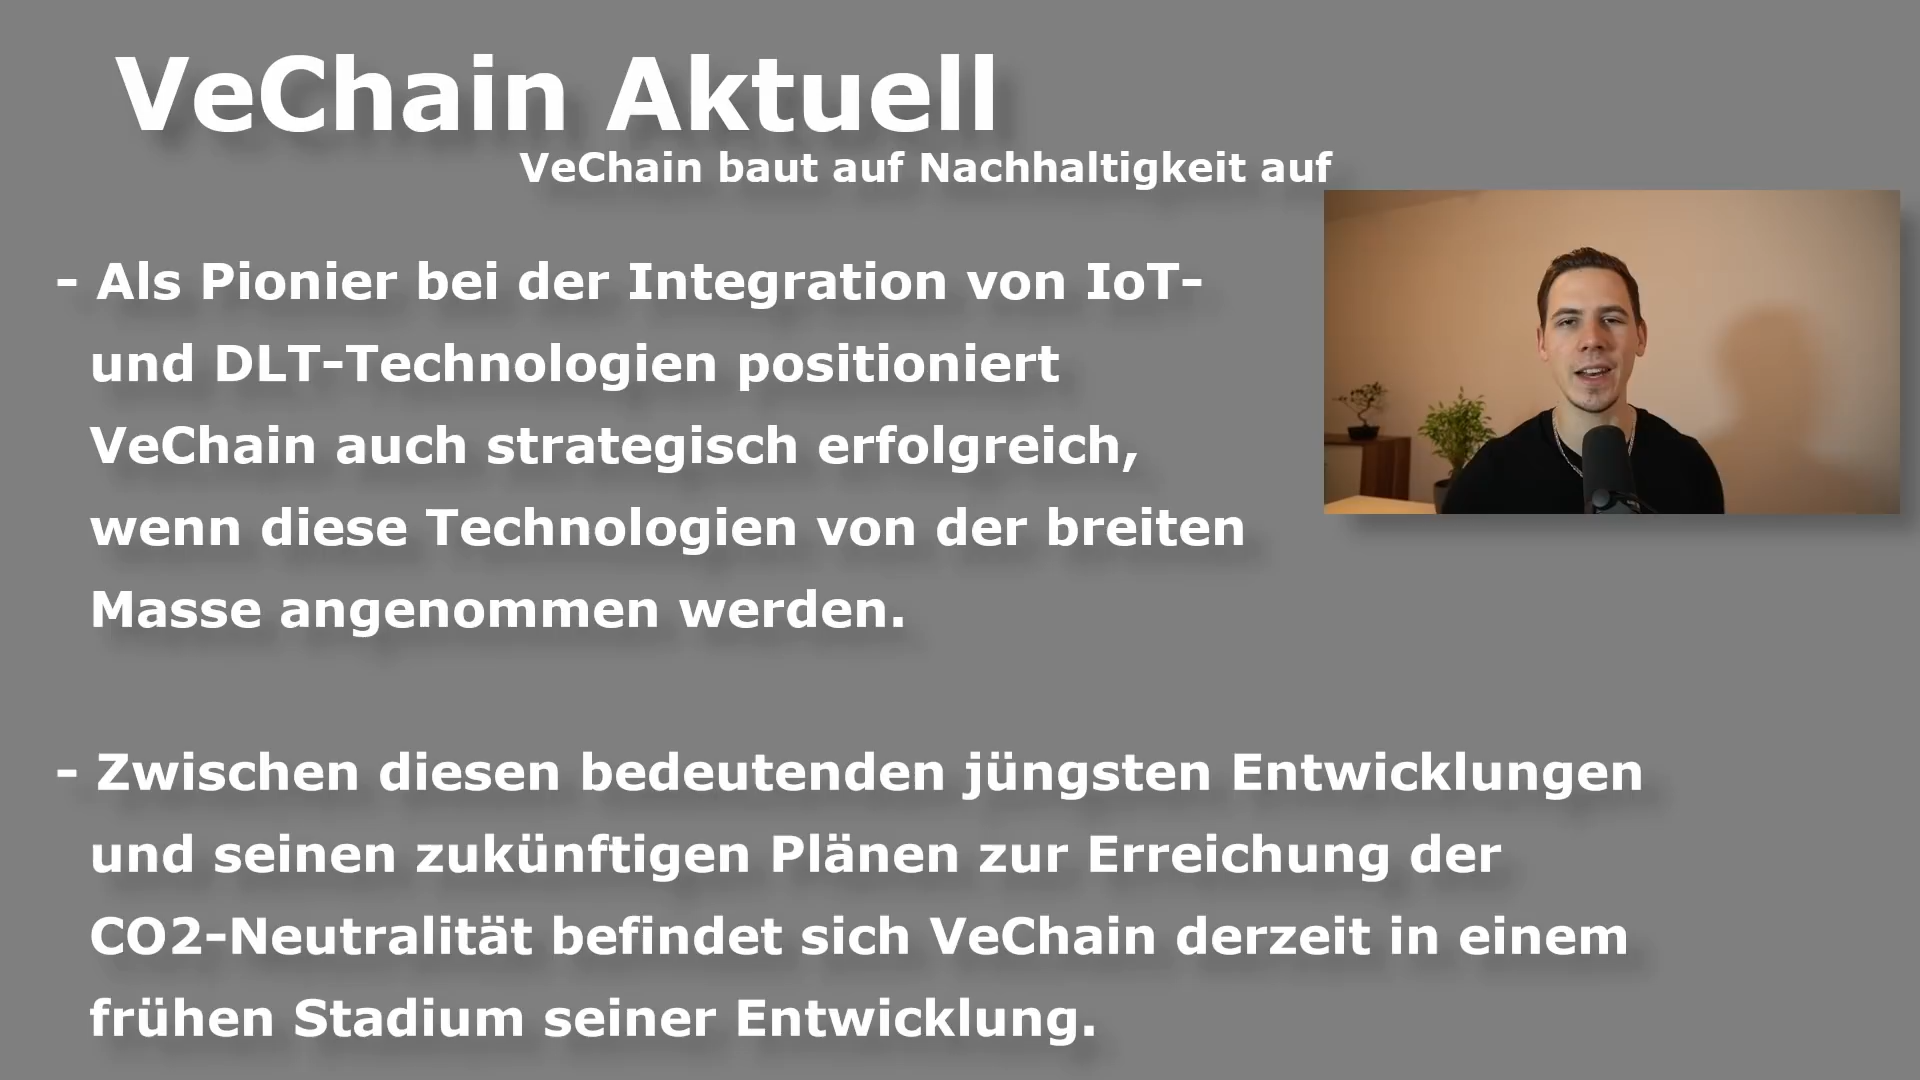 VeChain Aktuell
VeChain baut auf Nachhaltigkeit auf
- Als Pionier bei der Integration von IoT-
und DLT-Technologien positioniert
VeChain auch strategisch erfolgreich,
wenn diese Technologien von der breiten
Masse angenommen werden.
- Zwischen diesen bedeutenden jüngsten Entwicklungen
und seinen zukünftigen Plänen zur Erreichung der
CO2-Neutralität befindet sich VeChain derzeit in einem
frühen Stadium seiner Entwicklung.